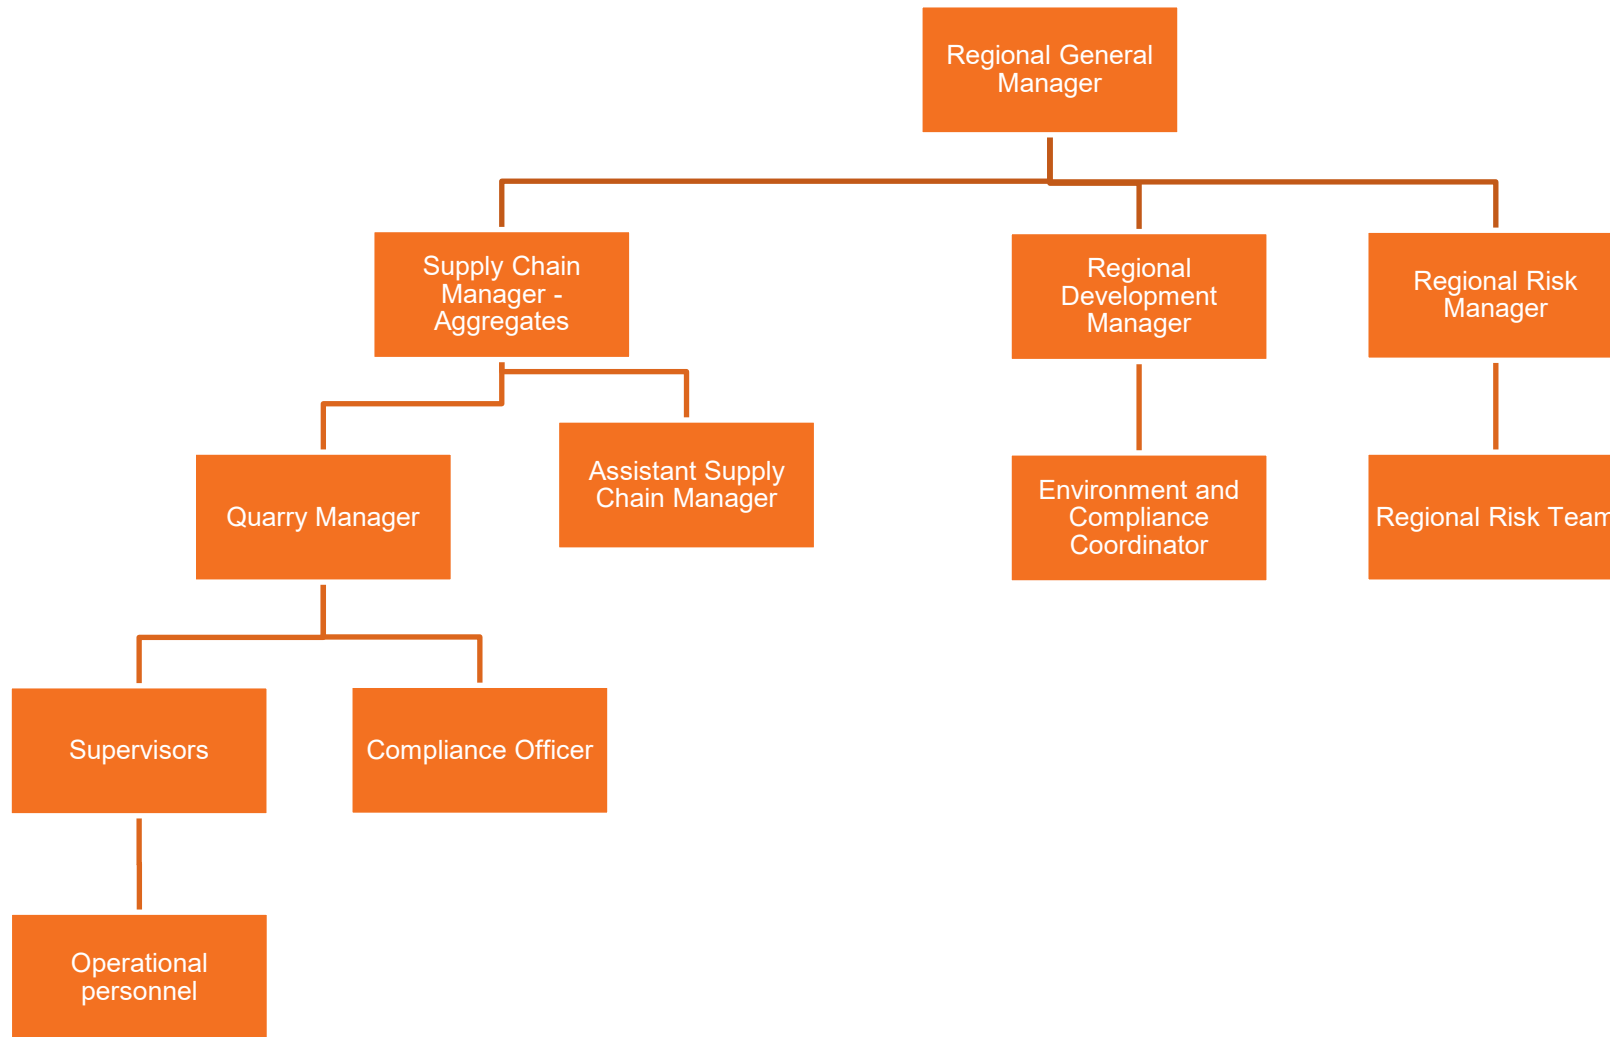 Regional General
Manager
Supply Chain
Manager -
Aggregates
Regional
Development
Manager
Regional Risk
Manager
Quarry Manager
Assistant Supply
Chain Manager
Environment and
Compliance
Coordinator
Regional Risk Team
Supervisors
Compliance Officer
Operational
personnel